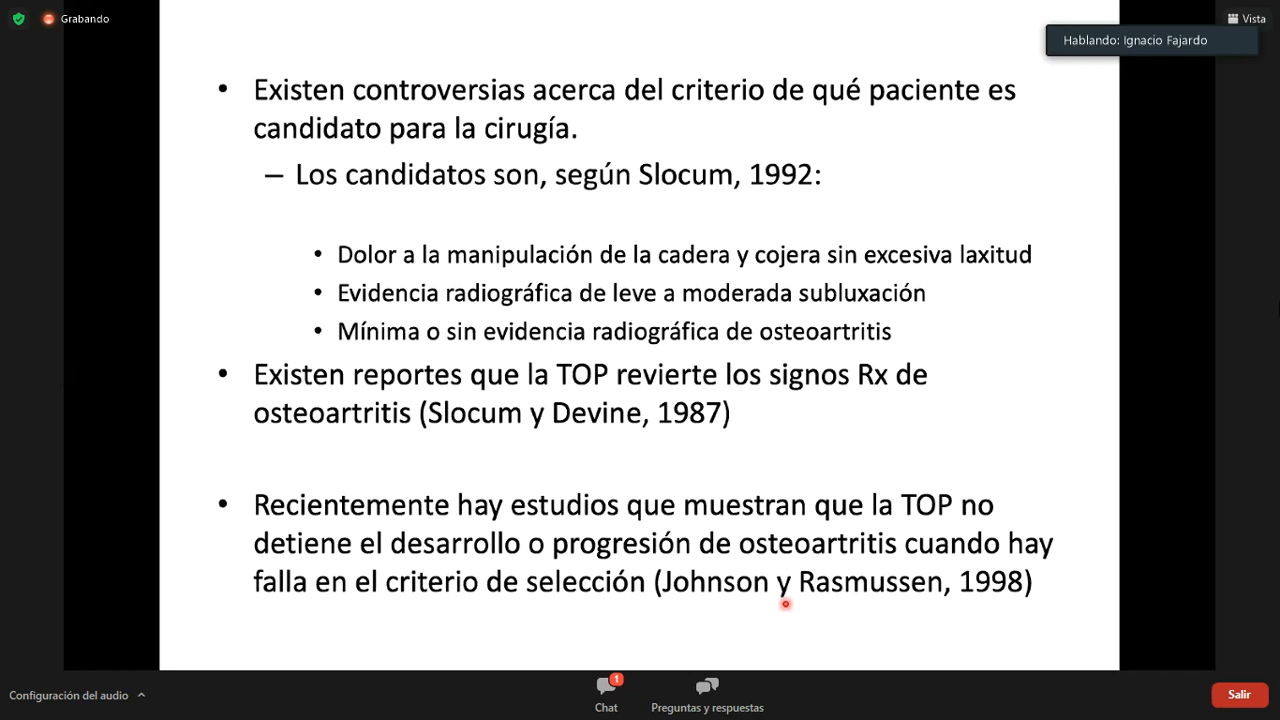 Grabando
Vista
Hablando: Ignacio Fajardo
• Existen controversias acerca del criterio de qué paciente es
candidato para la cirugía.
– Los candidatos son, según Slocum, 1992:
• Dolor a la manipulación de la cadera y cojera sin excesiva laxitud
• Evidencia radiográfica de leve a moderada subluxación
• Mínima o sin evidencia radiográfica de osteoartritis
• Existen reportes que la TOP revierte los signos Rx de
osteoartritis (Slocum y Devine, 1987)
• Recientemente hay estudios que muestran que la TOP no
detiene el desarrollo o progresión de osteoartritis cuando hay
falla en el criterio de selección (Johnson y Rasmussen, 1998)
Configuración del audio
1
Chat
Preguntas y respuestas
Salir